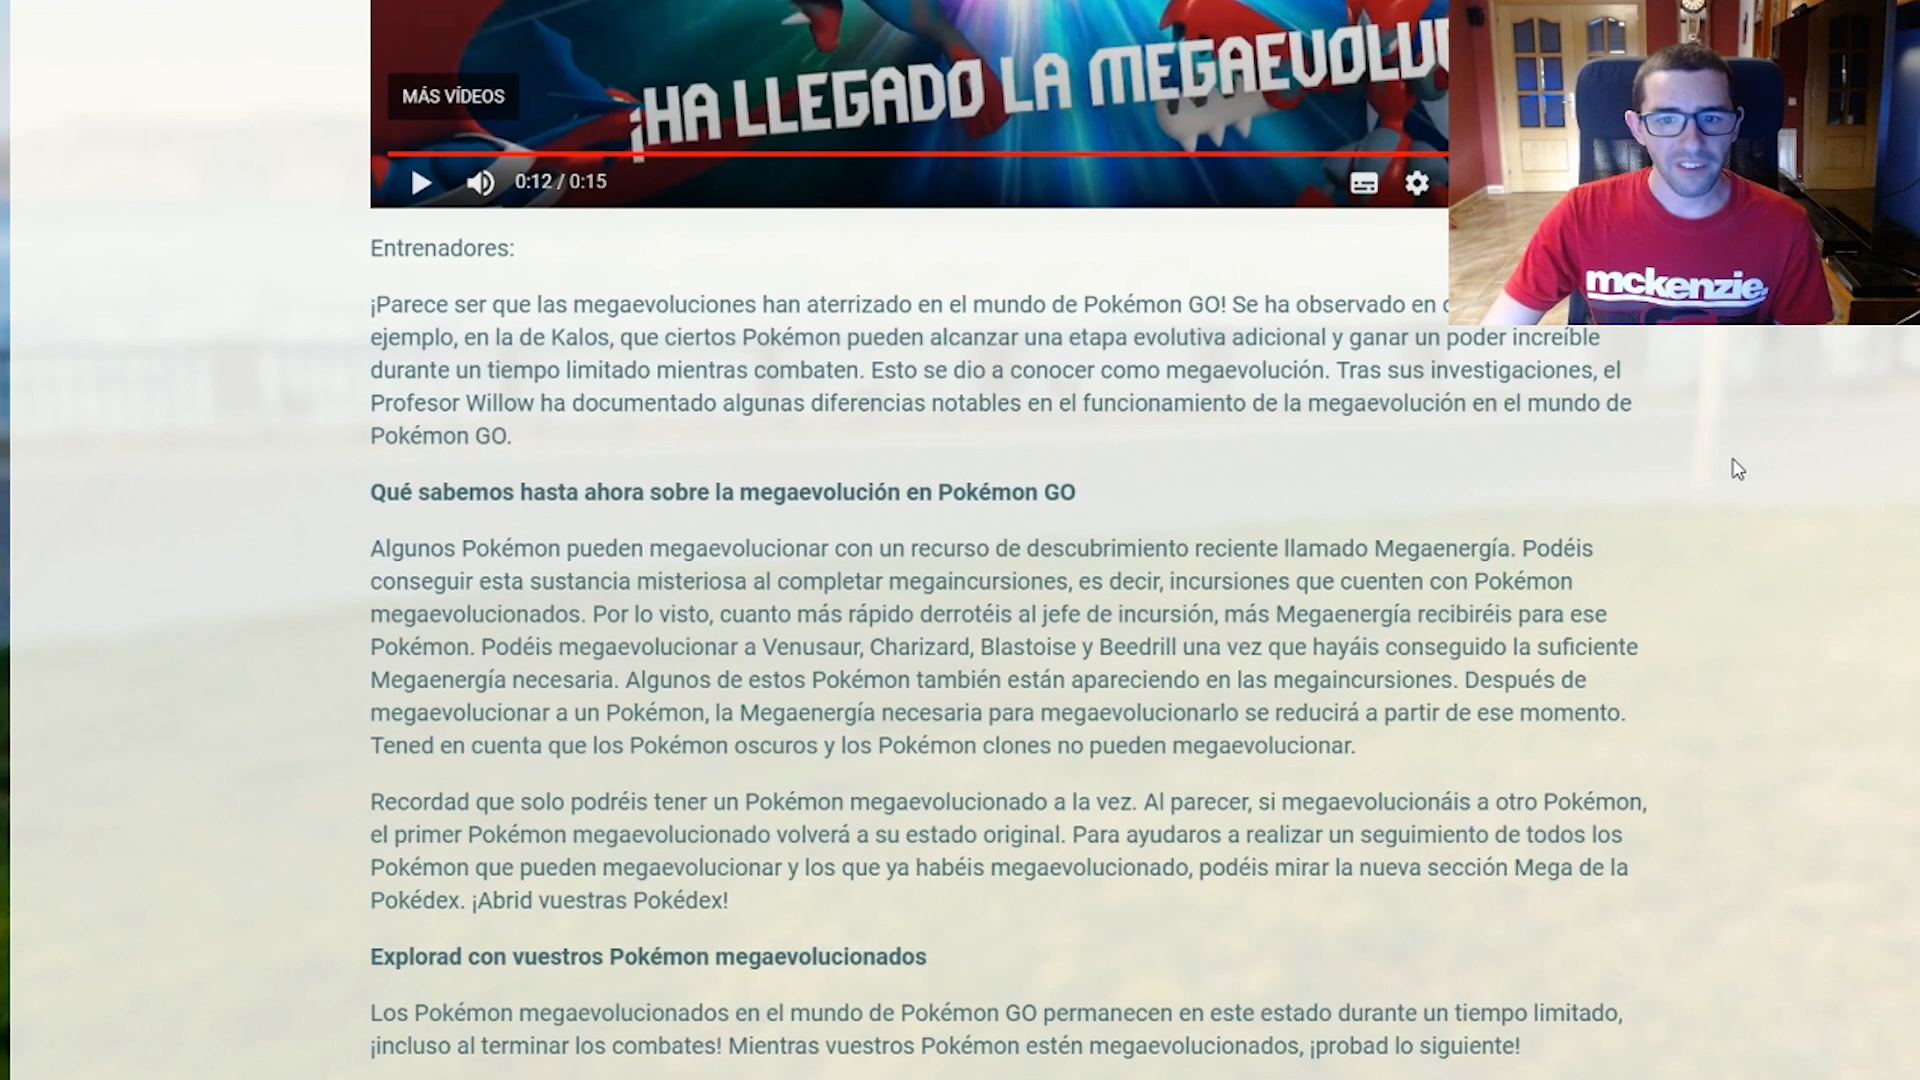 ¡HA LLEGADO LA MEGAEVOLU
MÁS VÍDEOS
0:12 / 0:15
mckenzie.
Entrenadores:
¡Parece ser que las megaevoluciones han aterrizado en el mundo de Pokémon GO! Se ha observado en
ejemplo, en la de Kalos, que ciertos Pokémon pueden alcanzar una etapa evolutiva adicional y ganar un poder increíble
durante un tiempo limitado mientras combaten. Esto se dio a conocer como megaevolución. Tras sus investigaciones, el
Profesor Willow ha documentado algunas diferencias notables en el funcionamiento de la megaevolución en el mundo de
Pokémon GO.
Qué sabemos hasta ahora sobre la megaevolución en Pokémon GO
Algunos Pokémon pueden megaevolucionar con un recurso de descubrimiento reciente llamado Megaenergía. Podéis
conseguir esta sustancia misteriosa al completar megaincursiones, es decir, incursiones que cuenten con Pokémon
megaevolucionados. Por lo visto, cuanto más rápido derrotéis al jefe de incursión, más Megaenergía recibiréis para ese
Pokémon. Podéis megaevolucionar a Venusaur, Charizard, Blastoise y Beedrill una vez que hayáis conseguido la suficiente
Megaenergía necesaria. Algunos de estos Pokémon también están apareciendo en las megaincursiones. Después de
megaevolucionar a un Pokémon, la Megaenergía necesaria para megaevolucionarlo se reducirá a partir de ese momento.
Tened en cuenta que los Pokémon oscuros y los Pokémon clones no pueden megaevolucionar.
Recordad que solo podréis tener un Pokémon megaevolucionado a la vez. Al parecer, si megaevolucionáis a otro Pokémon,
el primer Pokémon megaevolucionado volverá a su estado original. Para ayudaros a realizar un seguimiento de todos los
Pokémon que pueden megaevolucionar y los que ya habéis megaevolucionado, podéis mirar la nueva sección Mega de la
Pokédex. ¡Abrid vuestras Pokédex!
Explorad con vuestros Pokémon megaevolucionados
Los Pokémon megaevolucionados en el mundo de Pokémon GO permanecen en este estado durante un tiempo limitado,
¡incluso al terminar los combates! Mientras vuestros Pokémon estén megaevolucionados, ¡probad lo siguiente!